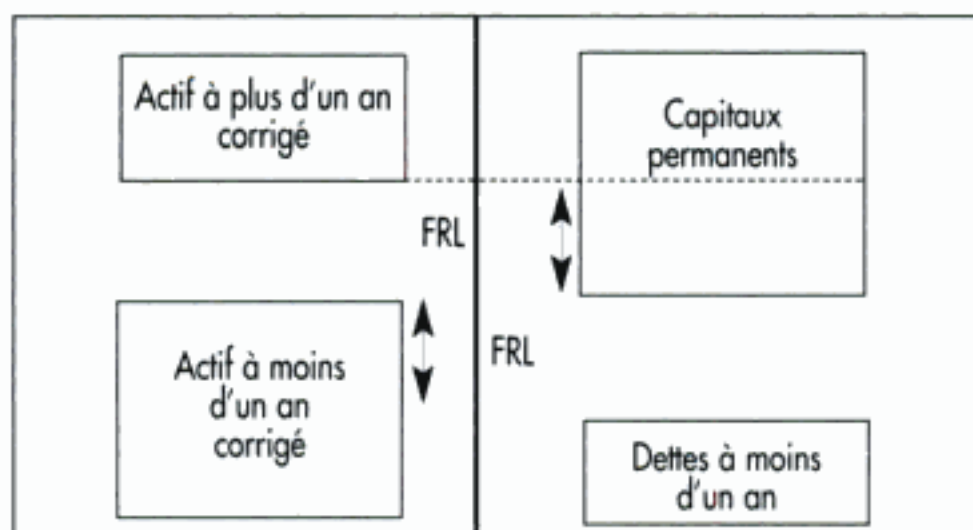 Actif à plus d'un an
corrigé
Capitaux
permanents
FRL
FRL
Actif à moins
d'un an
corrigé
Dettes à moins
d'un an